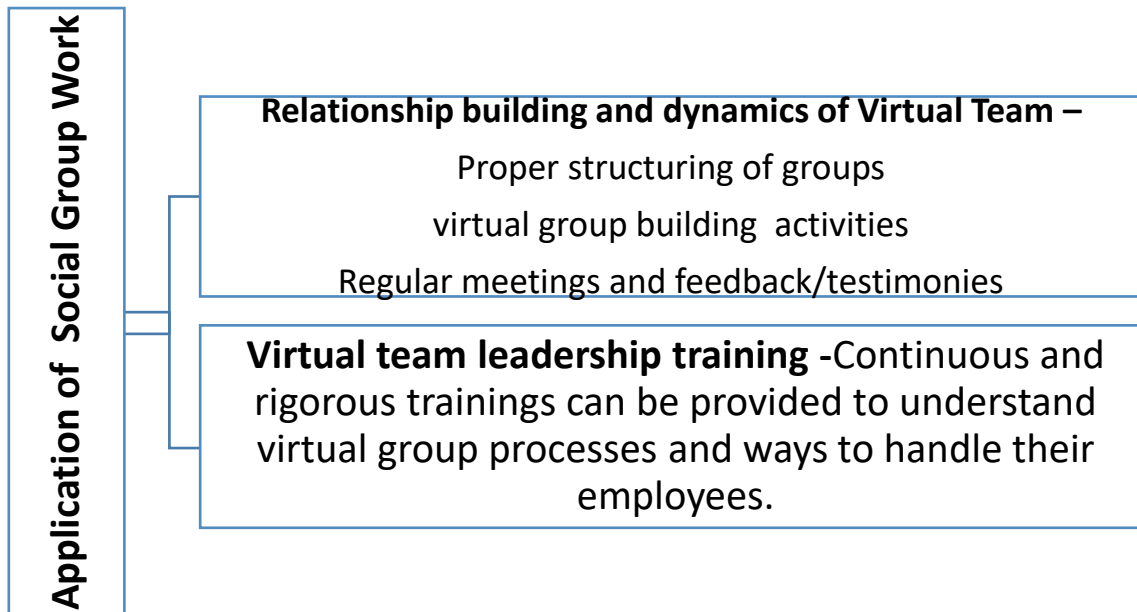 Application of Social Group Work
Relationship building and dynamics of Virtual Team –
Proper structuring of groups
virtual group building activities
Regular meetings and feedback/testimonies
Virtual team leadership training -Continuous and
rigorous trainings can be provided to understand
virtual group processes and ways to handle their
employees.